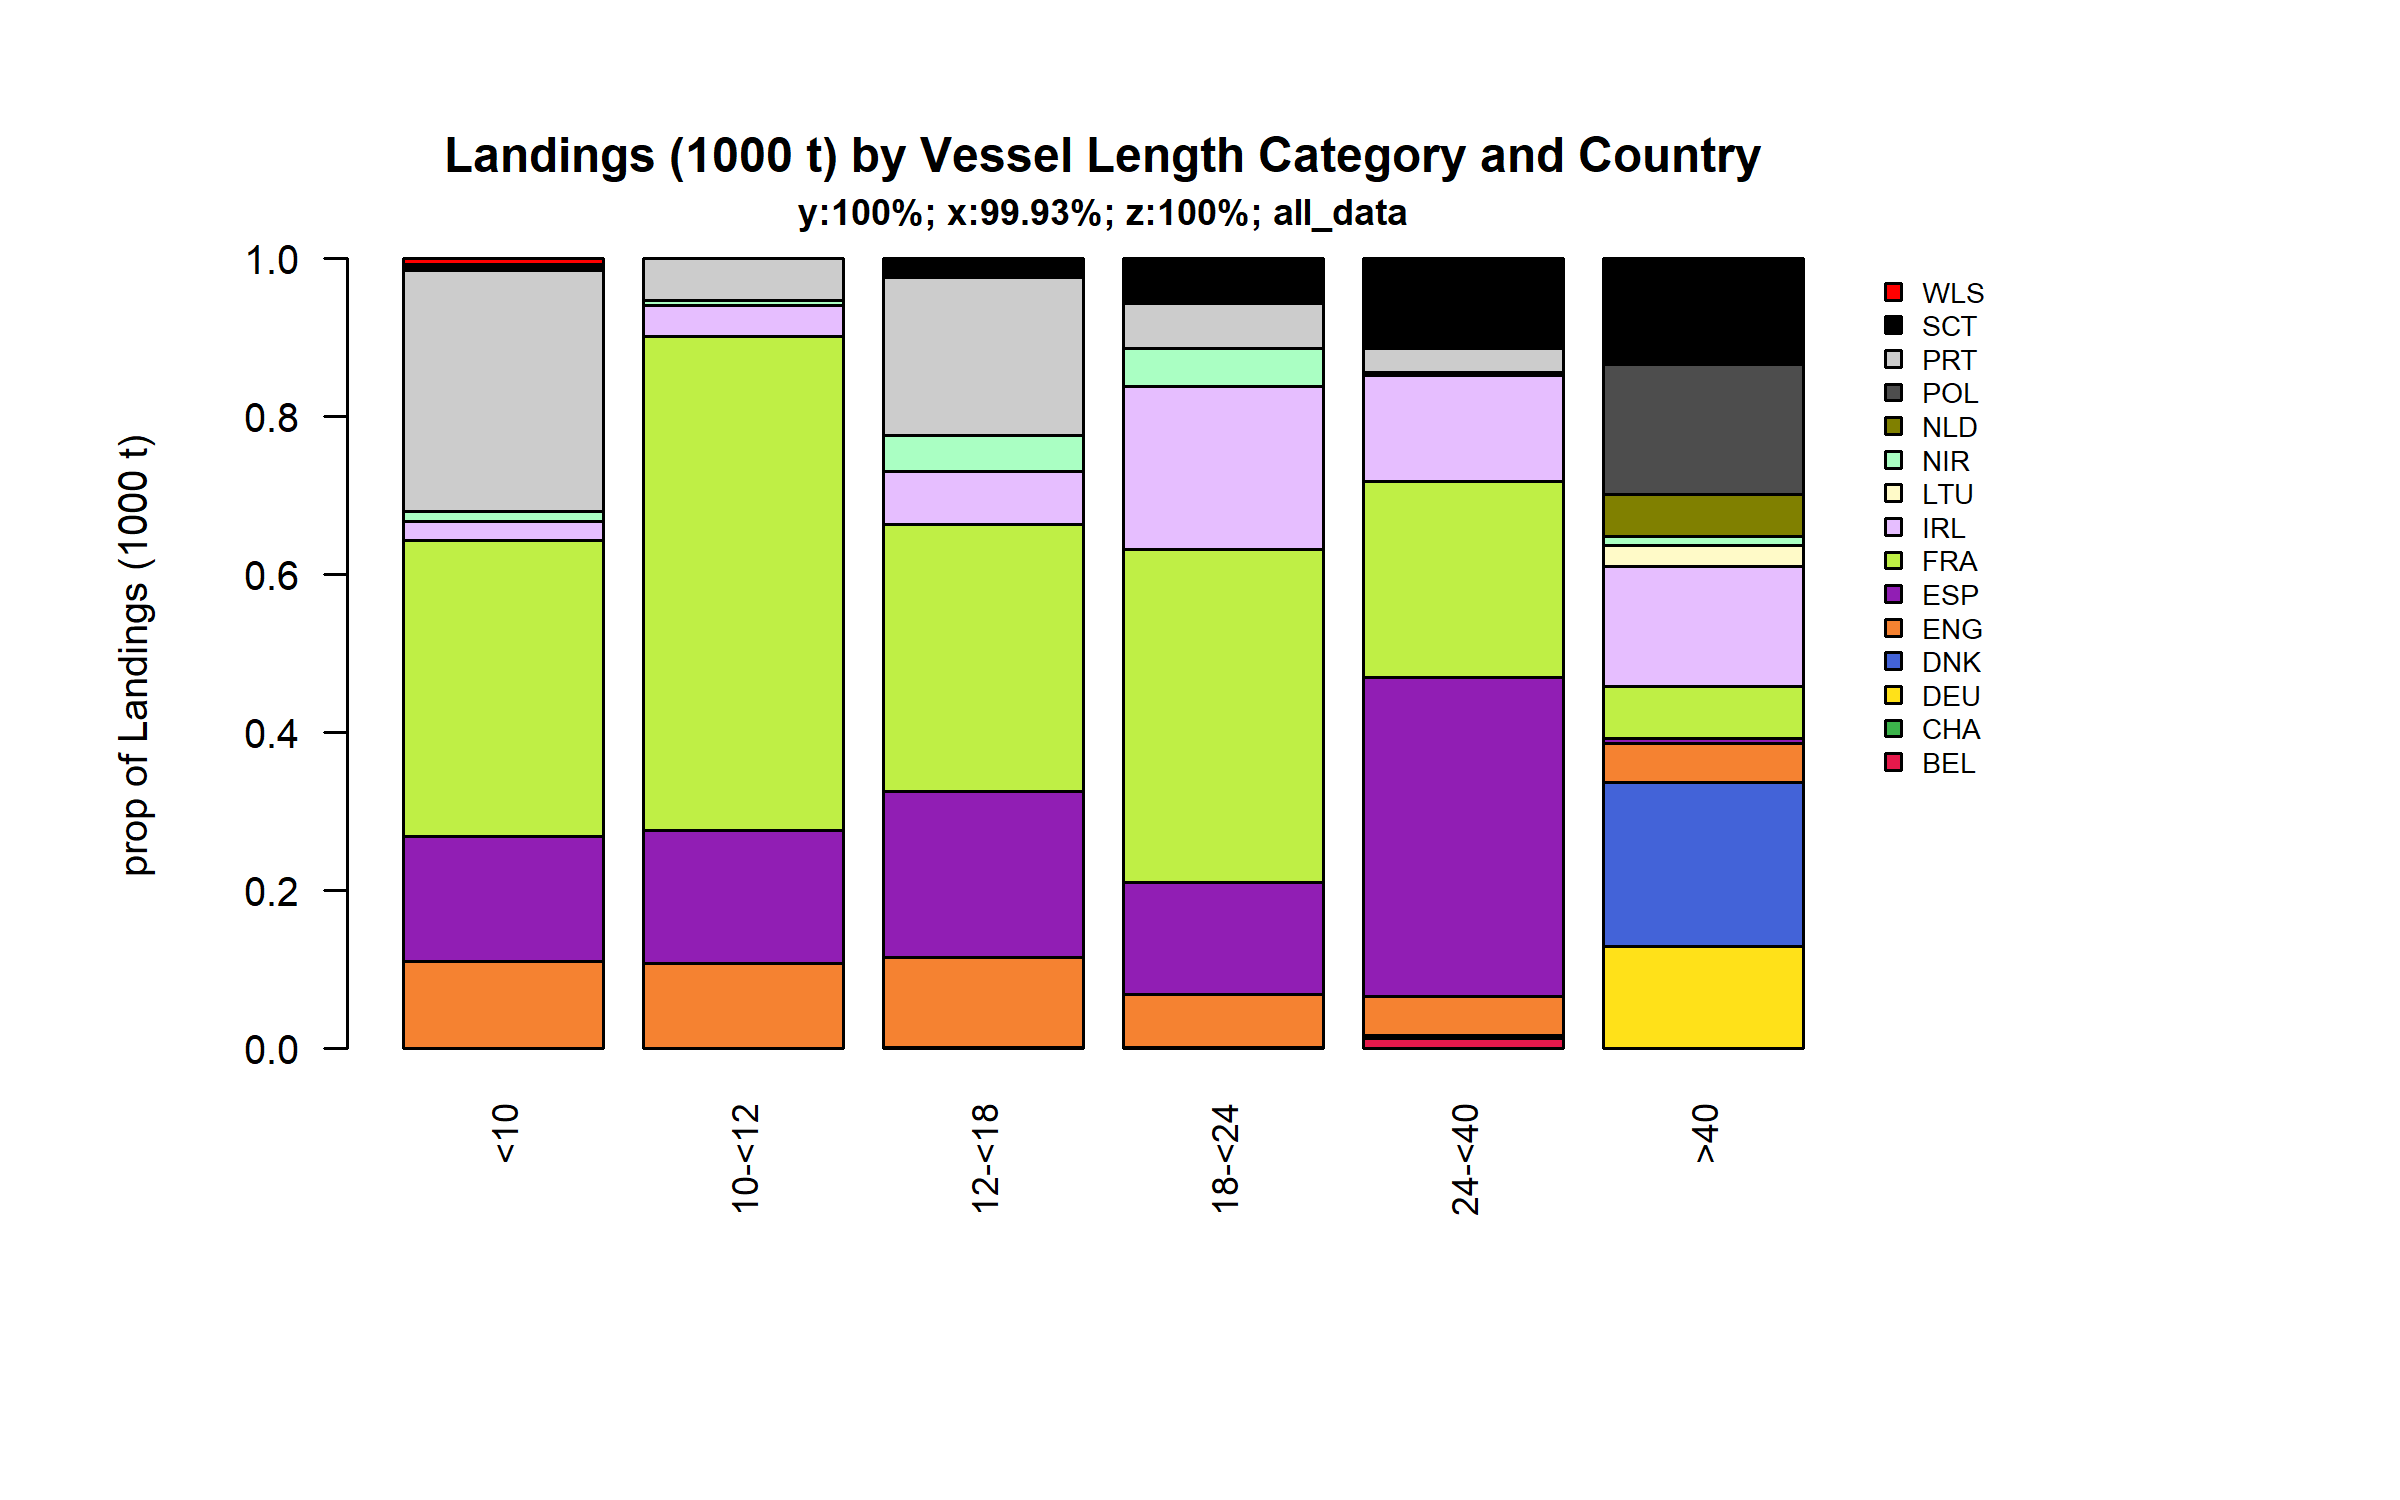 Landings (1000 t) by Vessel Length Category and Country
y:100%; x:99.93%; z:100%; all_data
prop of Landings (1000 t)
1.0
0.8
0.6
0.4
0.2
0.0
<10
10-<12
12-<18
18-<24
24-<40
>40
WLS
SCT
PRT
POL
NLD
NIR
LTU
IRL
FRA
ESP
ENG
DNK
DEU
CHA
BEL